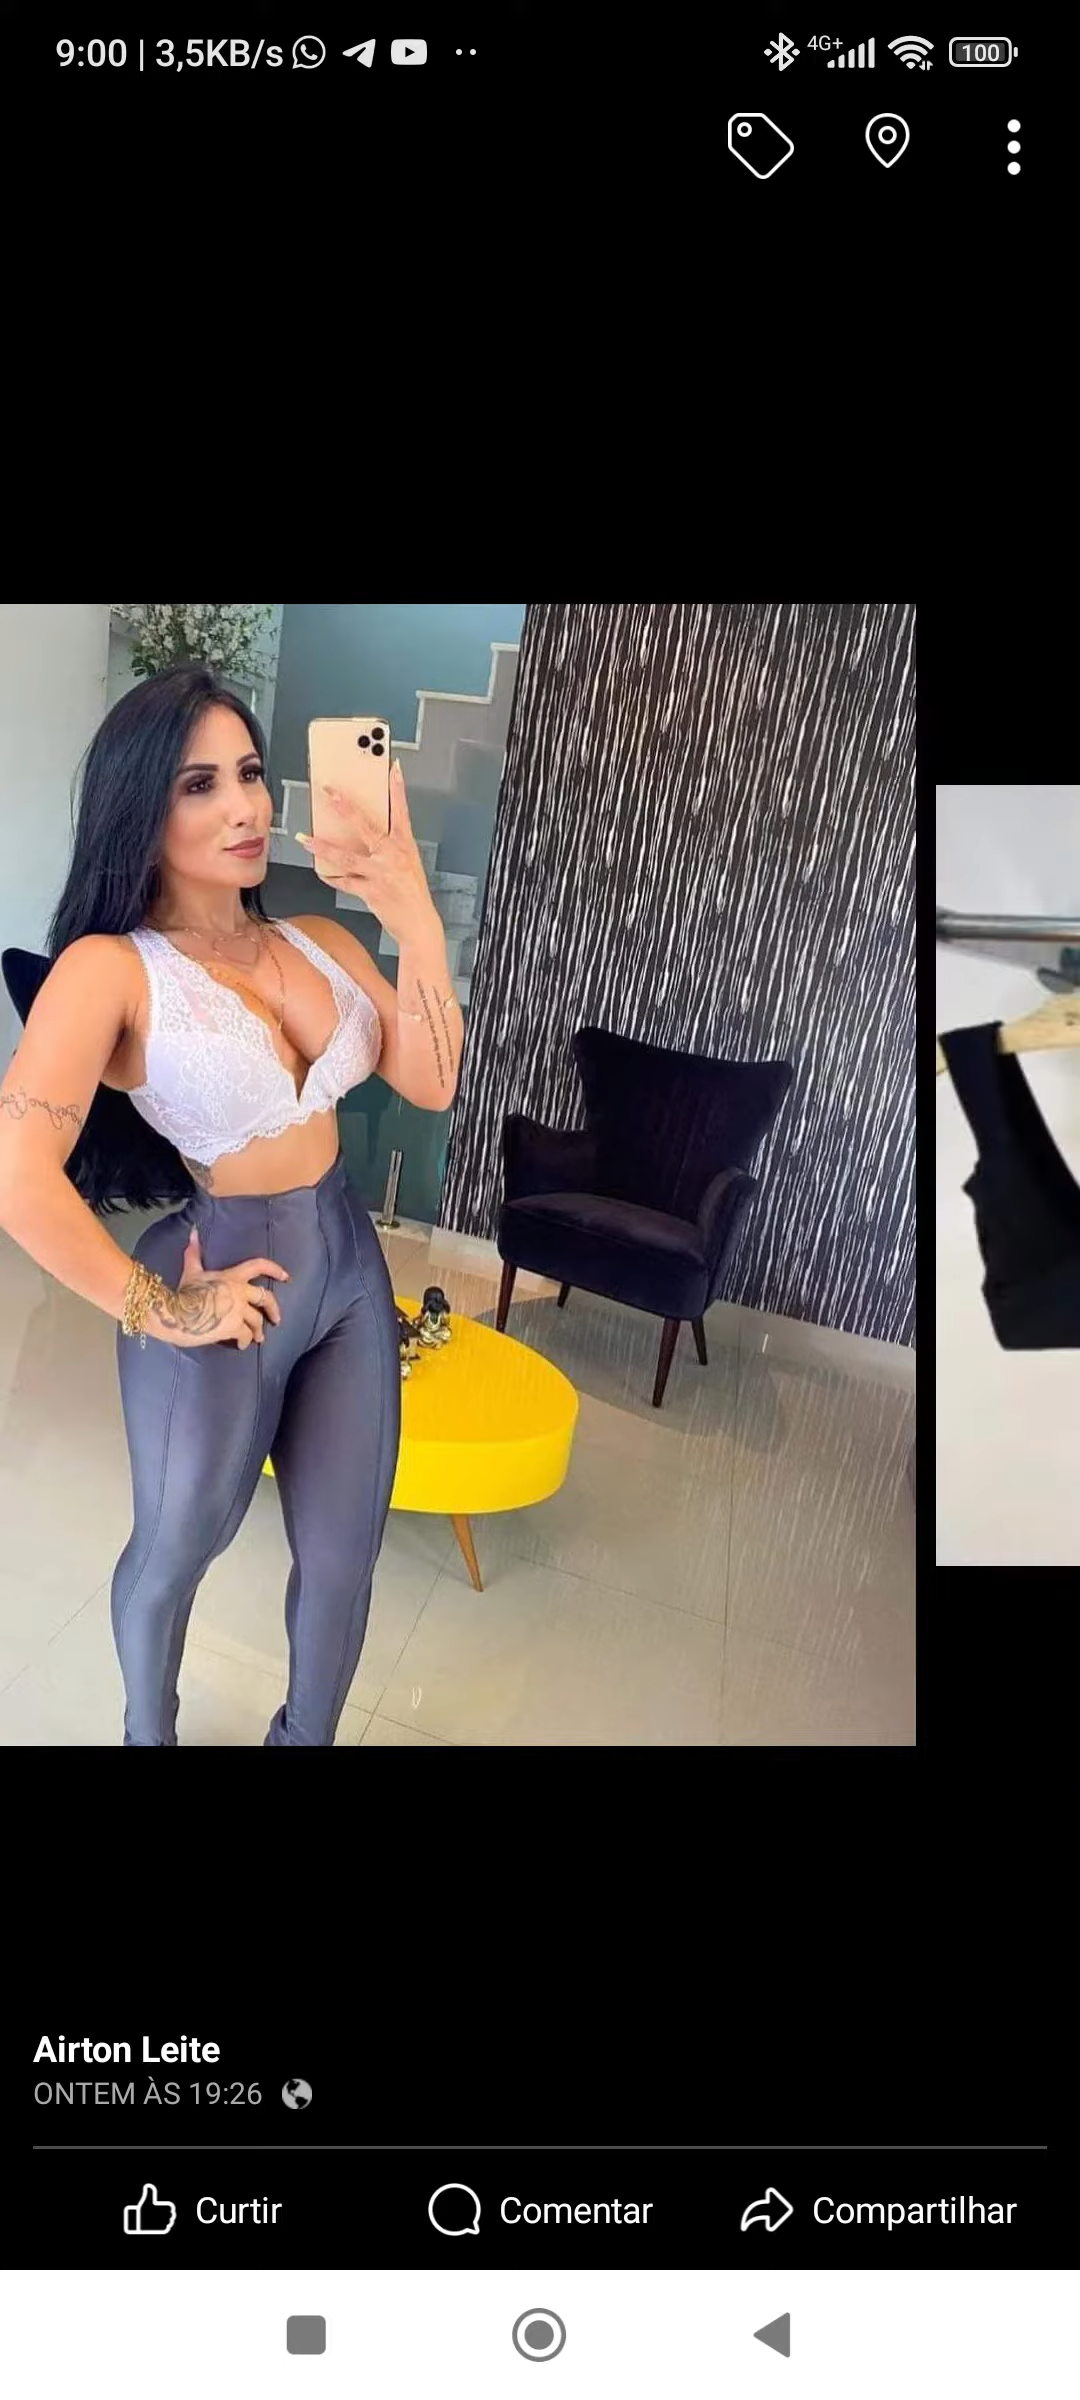 9:00 | 3,5KB/s
4G+
100
Airton Leite
ONTEM ÀS 19:26
Curtir
Comentar
Compartilhar